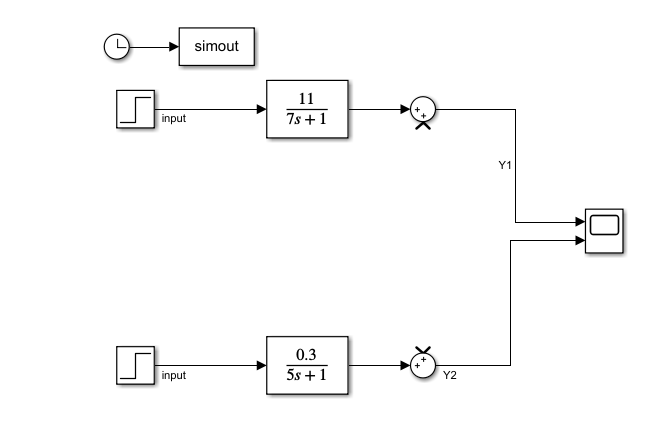 simout
input
11
7s + 1
+
+
Y1
input
0.3
5s + 1
+
+
Y2